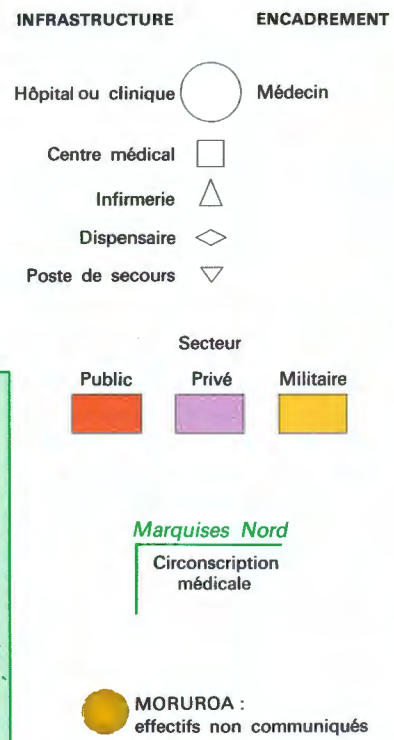 INFRASTRUCTURE ENCADREMENT
Hôpital ou clinique Médecin
Centre médical
Infirmerie
Dispensaire
Poste de secours
Secteur
Public Privé Militaire
Marquises Nord
Circonscription
médicale
MORUROA :
effectifs non communiqués